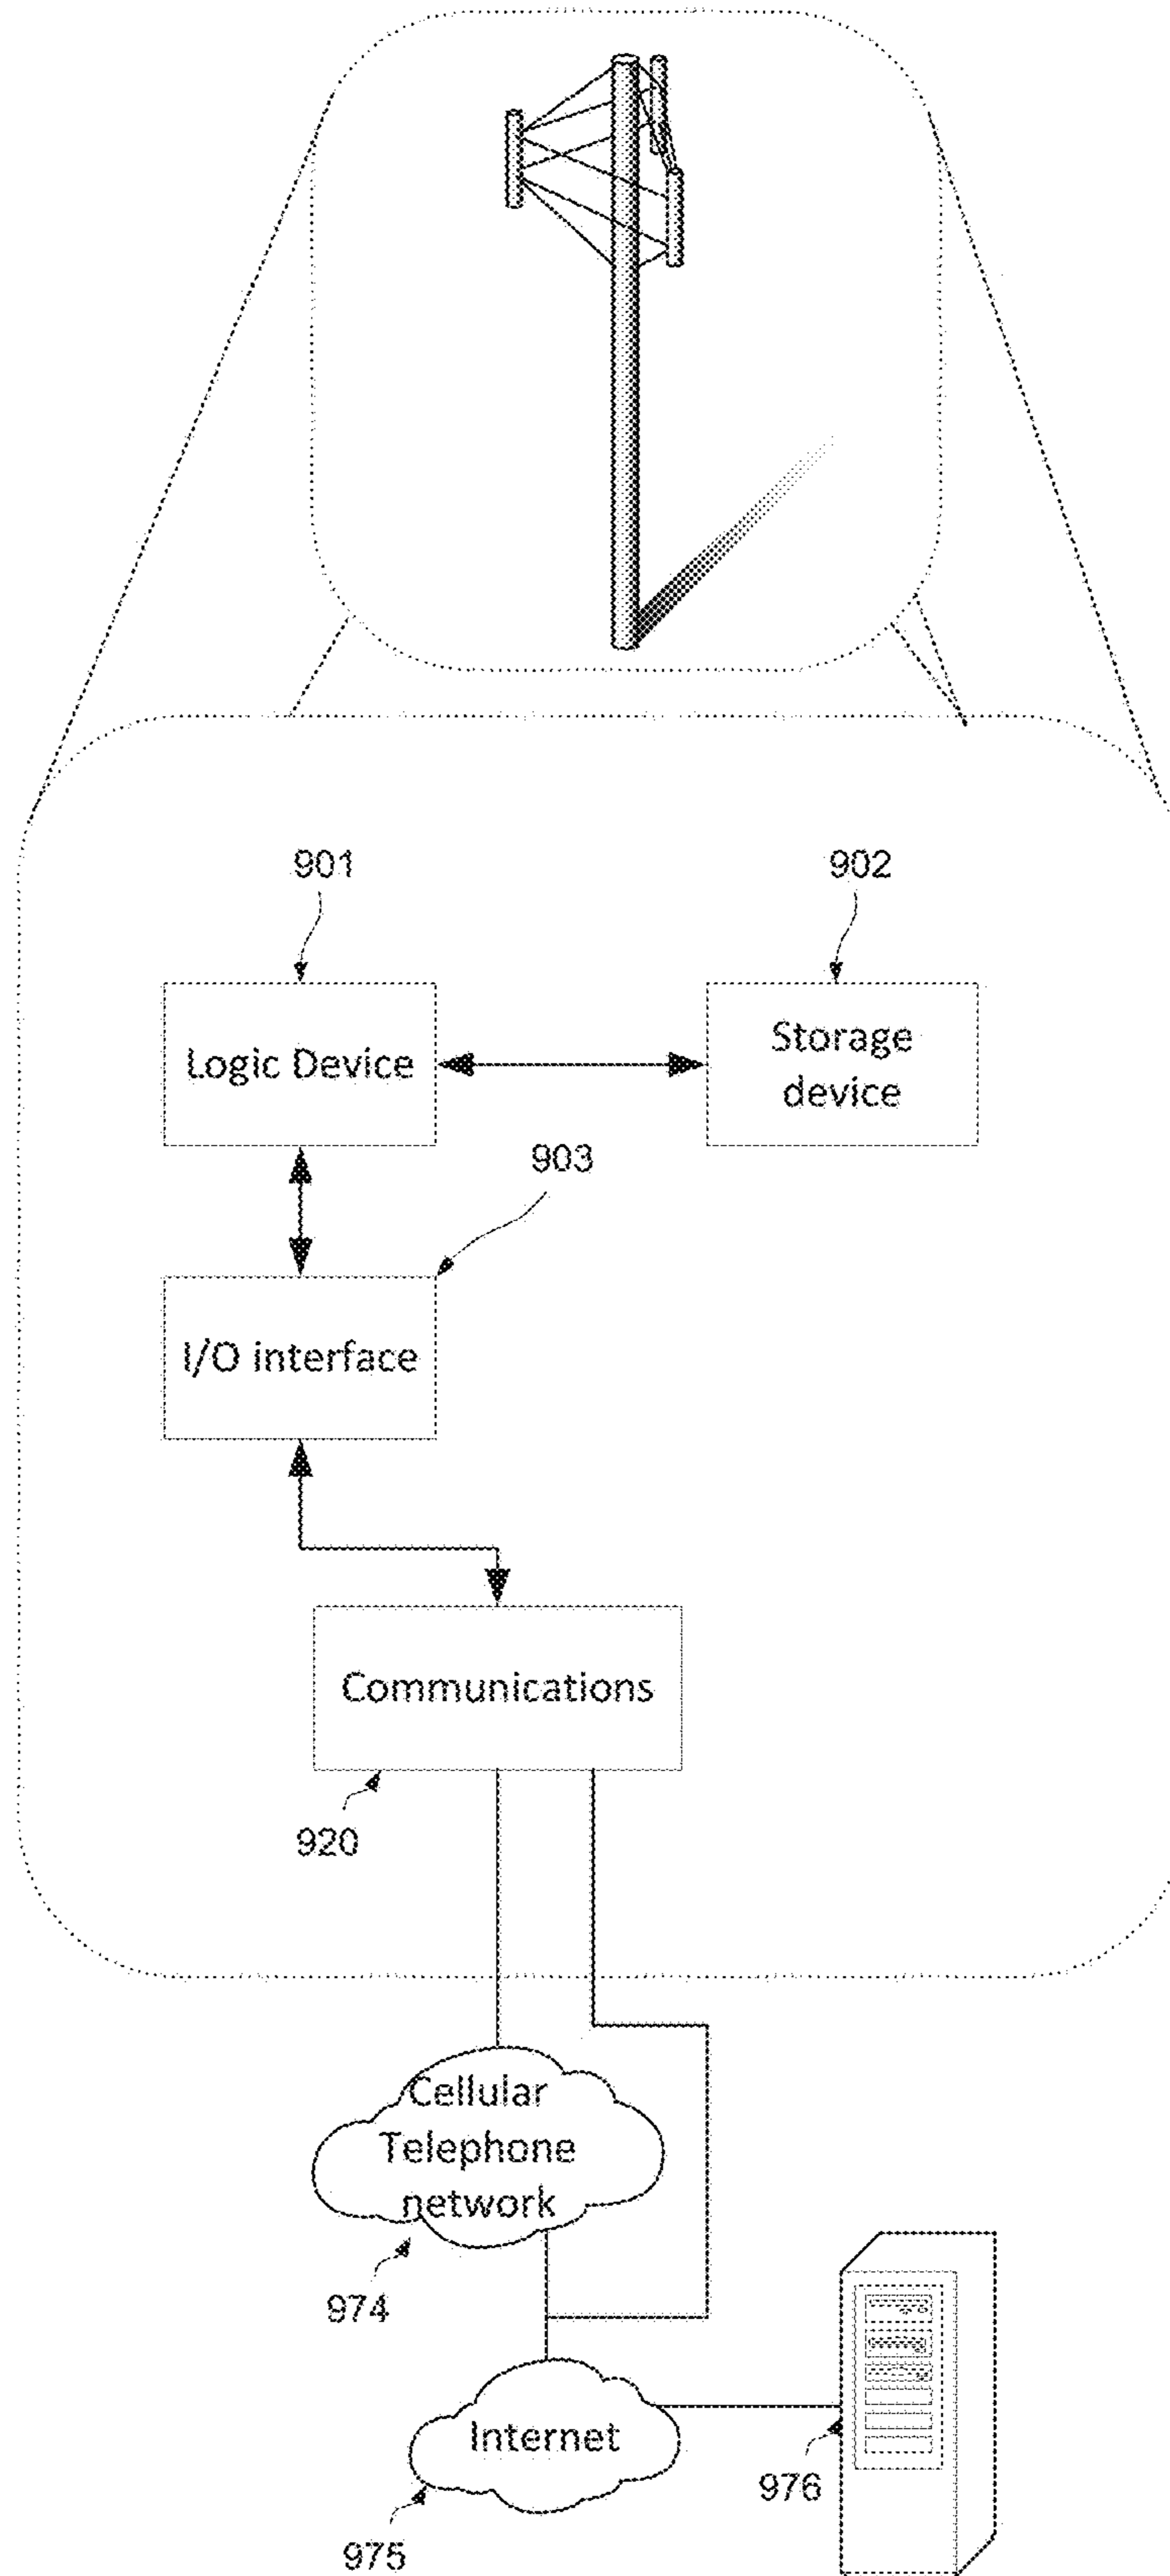 901
902
Logic Device
Storage
device
903
I/O interface
Communications
920
Cellular
Telephone
network
974
Internet
976
975